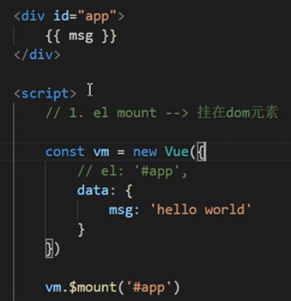 <div id="app">
{{ msg }}
</div>
<script>
// 1. el mount --> 挂在dom元素
const vm = new Vue({
// el: '#app',
data: {
msg: 'hello world'
}
})
vm.$mount('#app')